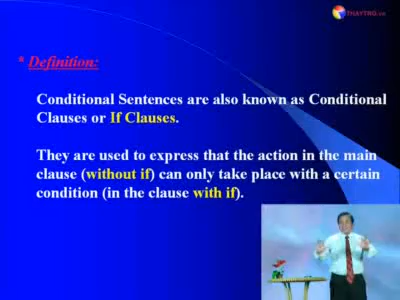 THAYTRO.vn
* Definition:
Conditional Sentences are also known as Conditional
Clauses or If Clauses.
They are used to express that the action in the main
clause (without if) can only take place with a certain
condition (in the clause with if).